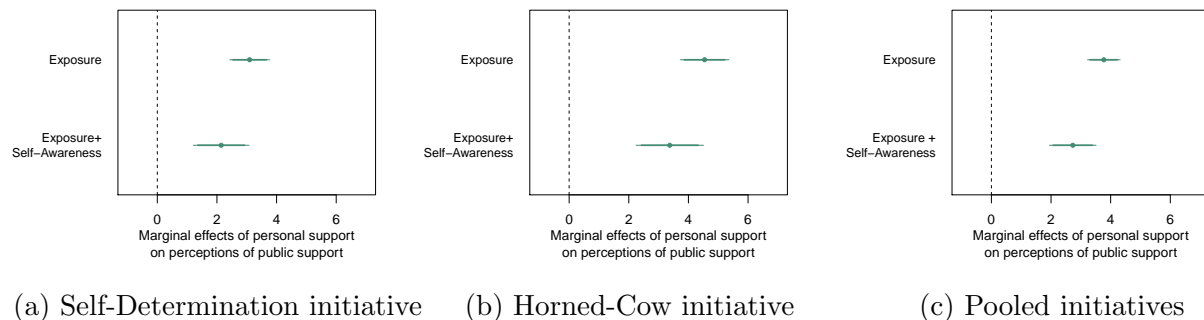 Exposure
Exposure+
Self−Awareness
0 2 4 6
Marginal effects of personal support
on perceptions of public support
(a) Self-Determination initiative
Exposure
Exposure+
Self−Awareness
0 2 4 6
Marginal effects of personal support
on perceptions of public support
(b) Horned-Cow initiative
Exposure
Exposure +
Self−Awareness
0 2 4 6
Marginal effects of personal support
on perceptions of public support
(c) Pooled initiatives